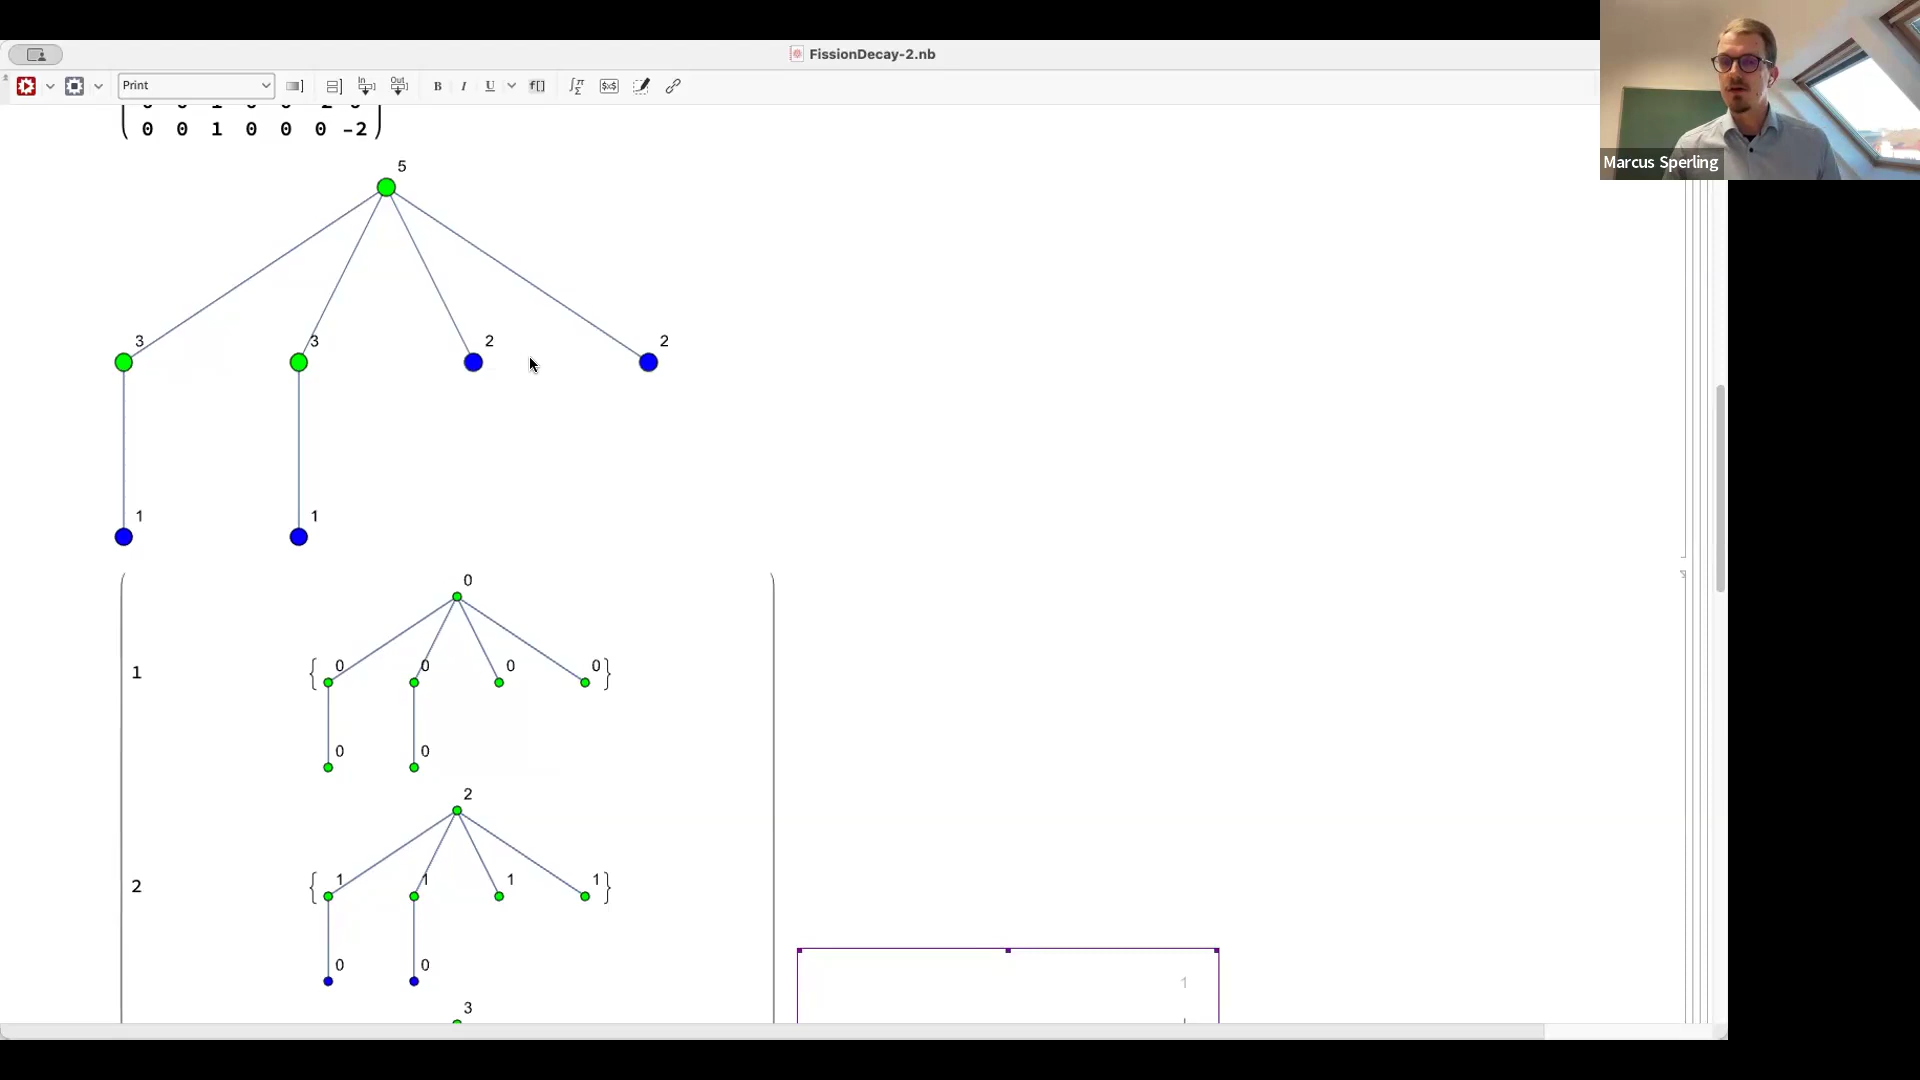 FissionDecay-2.nb
Print
In
Out
B I U f[]
Marcus Sperling
0 0 1 0 0 0 -2
5
3 3 2 2
1 1
0
1 { 0 0 0 0 }
0 0
2
2 { 1 1 1 1 }
0 0
3
1